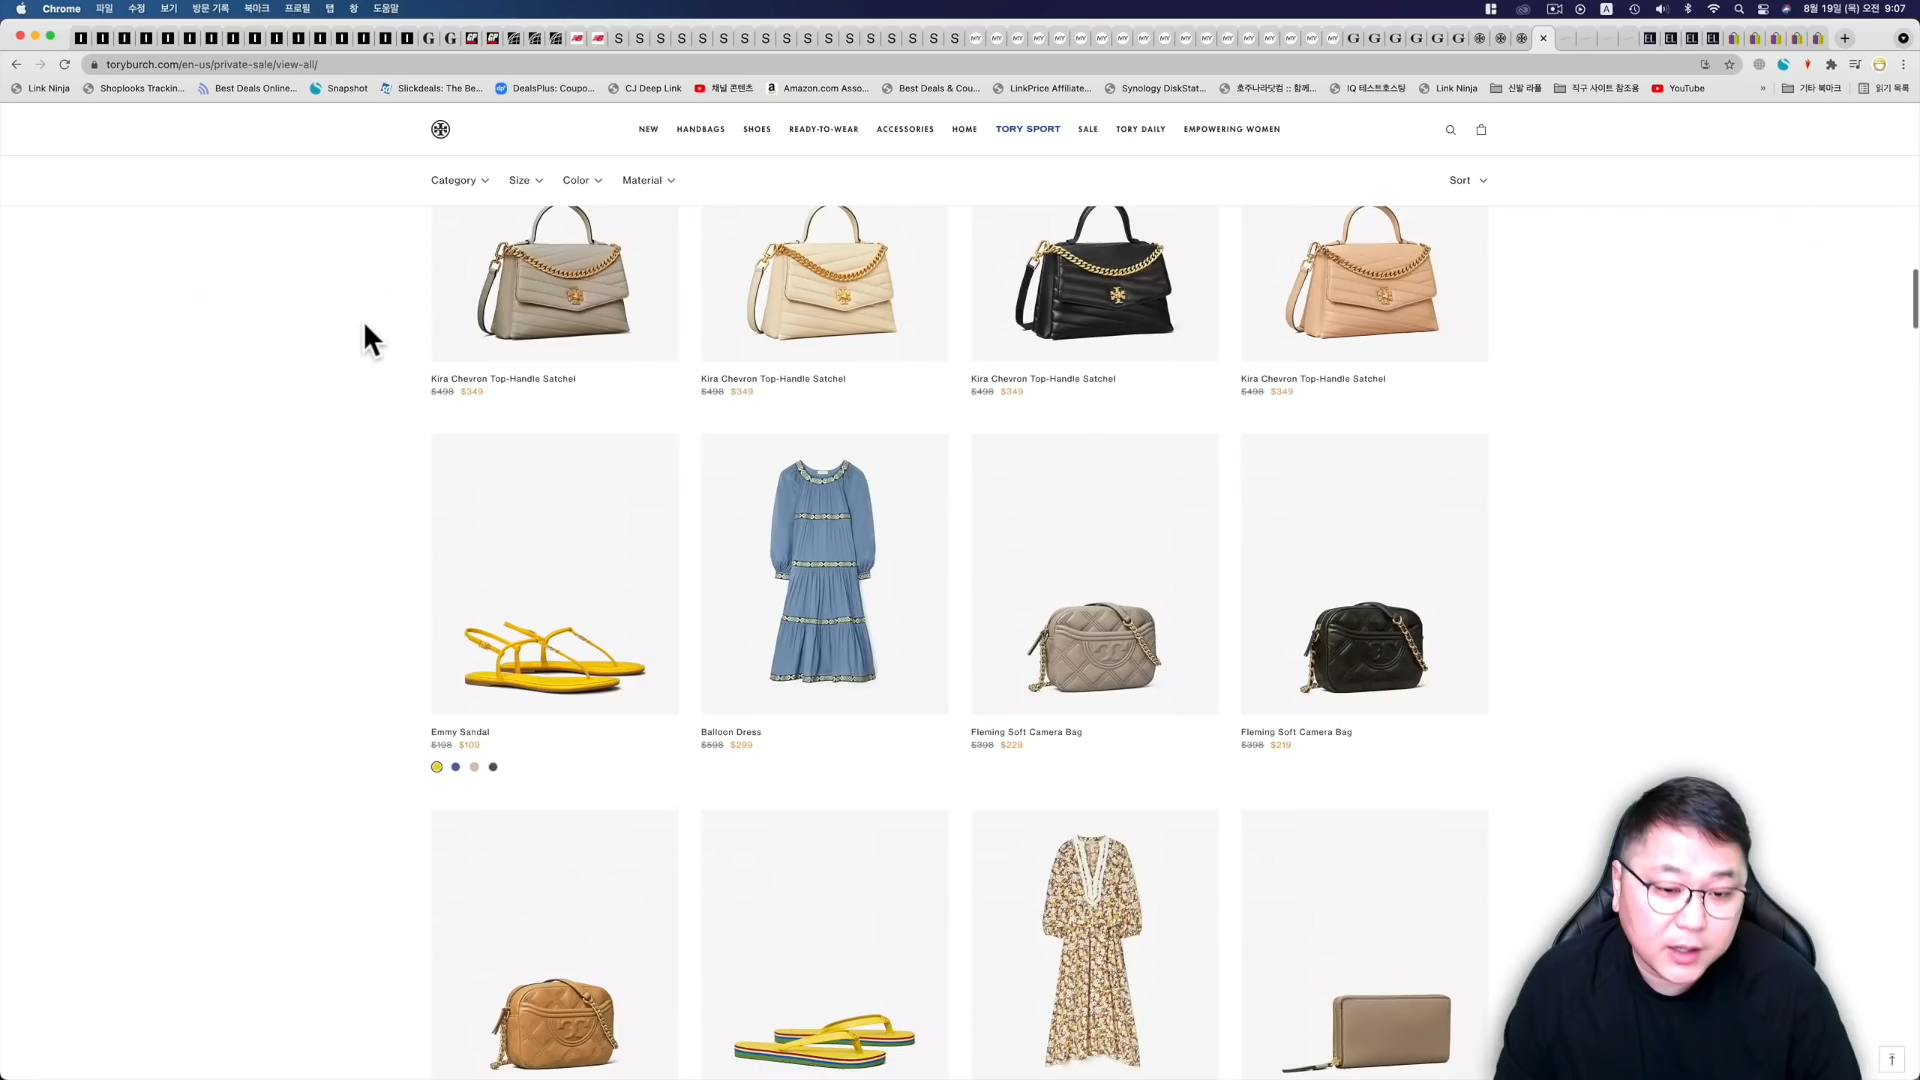 Chrome 파일 수정 보기 방문 기록 북마크 프로필 탭 창 도움말
A 8월 19일 (목) 오전 9:07
toryburch.com/en-us/private-sale/view-all/
Link Ninja Shoplooks Trackin... Best Deals Online... Snapshot Slickdeals: The Be... DealsPlus: Coupo... CJ Deep Link 채널 콘텐츠 Amazon.com Asso... Best Deals & Cou... LinkPrice Affiliate... Synology DiskStat... 호주나라닷컴 :: 함께... IQ 테스트호스팅 Link Ninja 신발 라플 직구 사이트 참조용 YouTube » 기타 북마크 읽기 목록
NEW HANDBAGS SHOES READY-TO-WEAR ACCESSORIES HOME TORY SPORT SALE TORY DAILY EMPOWERING WOMEN
Category Size Color Material Sort
Kira Chevron Top-Handle Satchel Kira Chevron Top-Handle Satchel Kira Chevron Top-Handle Satchel Kira Chevron Top-Handle Satchel
$498 $349 $498 $349 $498 $349 $498 $349
Emmy Sandal Balloon Dress Fleming Soft Camera Bag Fleming Soft Camera Bag
$198 $109 $598 $299 $398 $229 $398 $219